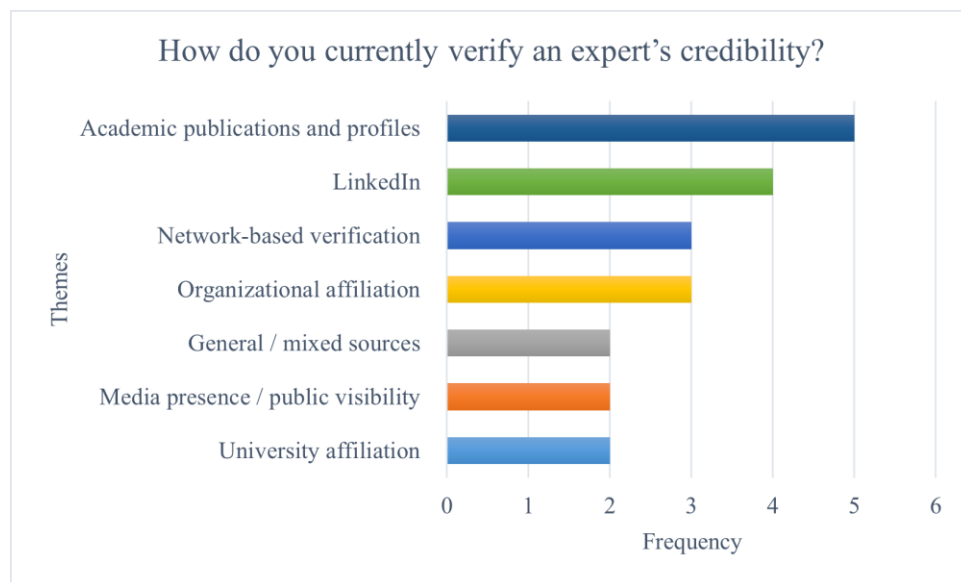 How do you currently verify an expert’s credibility?
Academic publications and profiles
LinkedIn
Network-based verification
Organizational affiliation
General / mixed sources
Media presence / public visibility
University affiliation
Themes
0 1 2 3 4 5 6
Frequency